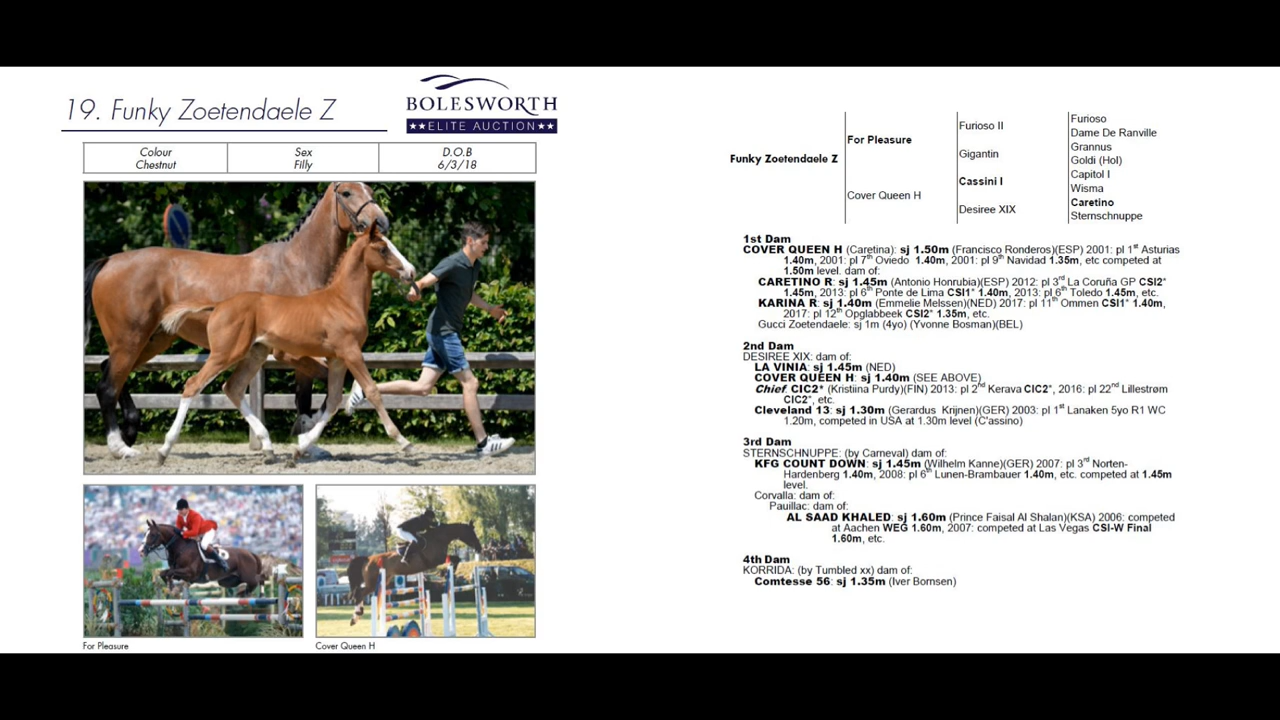 19. Funky Zoetendaele Z
BOLESWORTH
★★ELITE AUCTION★★
Colour Sex D.O.B
Chestnut Filly 6/3/18
For Pleasure Cover Queen H
Furioso
Furioso II
Dame De Ranville
For Pleasure
Grannus
Gigantin
Goldi (Hol)
Funky Zoetendaele Z
Capitol I
Cassini I
Wisma
Cover Queen H
Caretino
Desiree XIX
Sternschnuppe
1st Dam
COVER QUEEN H (Caretina): sj 1.50m (Francisco Ronderos)(ESP) 2001: pl 1st Asturias
1.40m, 2001: pl 7th Oviedo 1.40m, 2001: pl 9th Navidad 1.35m, etc competed at
1.50m level. dam of:
CARETINO R: sj 1.45m (Antonio Honrubia)(ESP) 2012: pl 3rd La Coruña GP CSI2*
1.45m, 2013: pl 6th Ponte de Lima CSI1* 1.40m, 2013: pl 6th Toledo 1.45m, etc.
KARINA R: sj 1.40m (Emmelie Melssen)(NED) 2017: pl 11th Ommen CSI1* 1.40m,
2017: pl 12th Opglabbeek CSI2* 1.35m, etc.
Gucci Zoetendaele: sj 1m (4yo) (Yvonne Bosman)(BEL)
2nd Dam
DESIREE XIX: dam of:
LA VINIA: sj 1.45m (NED)
COVER QUEEN H: sj 1.40m (SEE ABOVE)
Chief: CIC2* (Kristiina Purdy)(FIN) 2013: pl 2nd Kerava CIC2*, 2016: pl 22nd Lillestrøm
CIC2*, etc.
Cleveland 13: sj 1.30m (Gerardus Krijnen)(GER) 2003: pl 1st Lanaken 5yo R1 WC
1.20m, competed in USA at 1.30m level (C'assino)
3rd Dam
STERNSCHNUPPE: (by Carneval) dam of:
KFG COUNT DOWN: sj 1.45m (Wilhelm Kanne)(GER) 2007: pl 3rd Norten-
Hardenberg 1.40m, 2008: pl 6th Lunen-Brambauer 1.40m, etc. competed at 1.45m
level.
Corvalla: dam of:
Pauillac: dam of:
AL SAAD KHALED: sj 1.60m (Prince Faisal Al Shalan)(KSA) 2006: competed
at Aachen WEG 1.60m, 2007: competed at Las Vegas CSI-W Final
1.60m, etc.
4th Dam
KORRIDA: (by Tumbled xx) dam of:
Comtesse 56: sj 1.35m (Iver Bornsen)